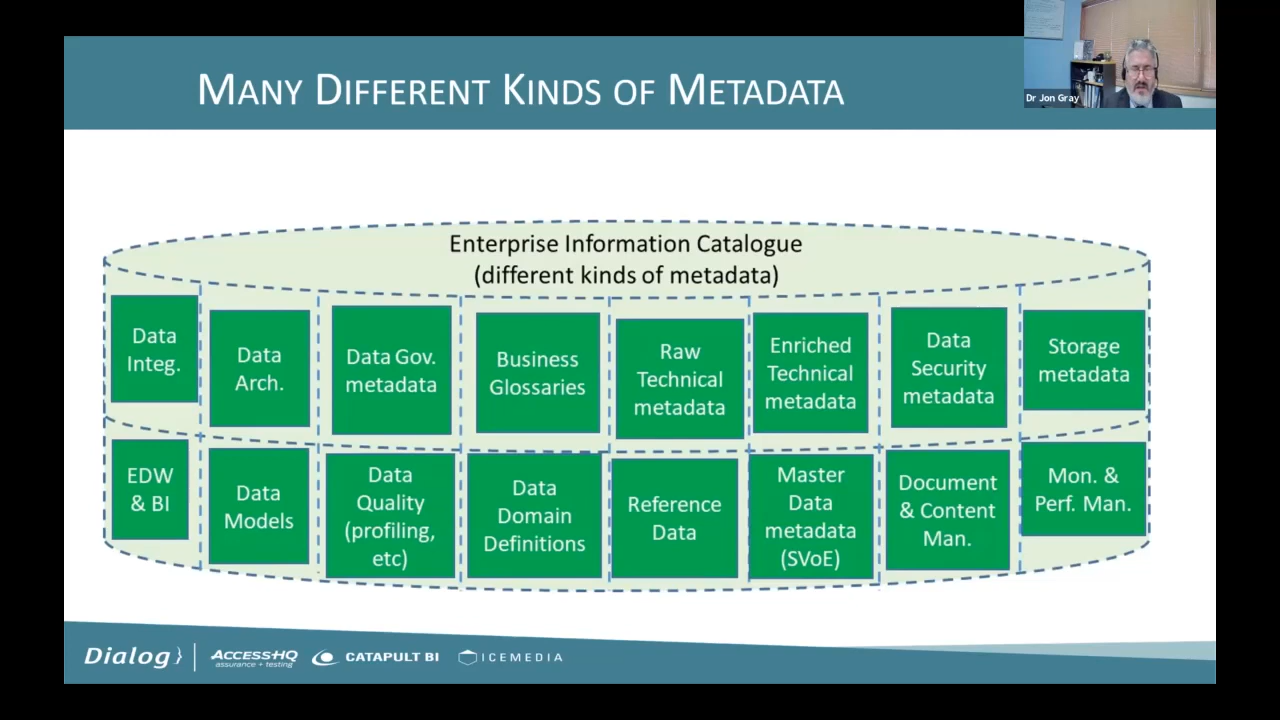 MANY DIFFERENT KINDS OF METADATA
Dr Jon Gray
Enterprise Information Catalogue
(different kinds of metadata)
Data
Integ.
Data
Arch.
Data Gov.
metadata
Business
Glossaries
Raw
Technical
metadata
Enriched
Technical
metadata
Data
Security
metadata
Storage
metadata
EDW
& BI
Data
Models
Data
Quality
(profiling,
etc)
Data
Domain
Definitions
Reference
Data
Master
Data
metadata
(SVoE)
Document
& Content
Man.
Mon. &
Perf. Man.
Dialog}
ACCESSHQ
assurance + testing
CATAPULT BI
ICEMEDIA